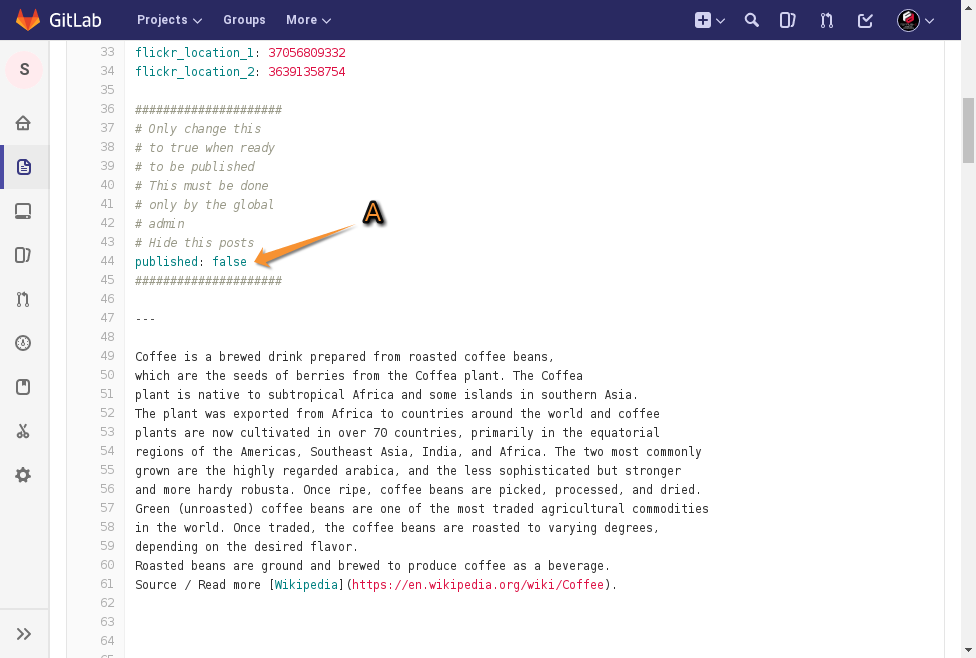 GitLab Projects Groups More
S
33 flickr_location_1: 37056809332
34 flickr_location_2: 36391358754
35
36 #####################
37 # Only change this
38 # to true when ready
39 # to be published
40 # This must be done
41 # only by the global
A
42 # admin
43 # Hide this posts
44 published: false
45 #####################
46
47 ---
48
49 Coffee is a brewed drink prepared from roasted coffee beans,
50 which are the seeds of berries from the Coffea plant. The Coffea
51 plant is native to subtropical Africa and some islands in southern Asia.
52 The plant was exported from Africa to countries around the world and coffee
53 plants are now cultivated in over 70 countries, primarily in the equatorial
54 regions of the Americas, Southeast Asia, India, and Africa. The two most commonly
55 grown are the highly regarded arabica, and the less sophisticated but stronger
56 and more hardy robusta. Once ripe, coffee beans are picked, processed, and dried.
57 Green (unroasted) coffee beans are one of the most traded agricultural commodities
58 in the world. Once traded, the coffee beans are roasted to varying degrees,
59 depending on the desired flavor.
60 Roasted beans are ground and brewed to produce coffee as a beverage.
61 Source / Read more [Wikipedia](https://en.wikipedia.org/wiki/Coffee).
62
63
64